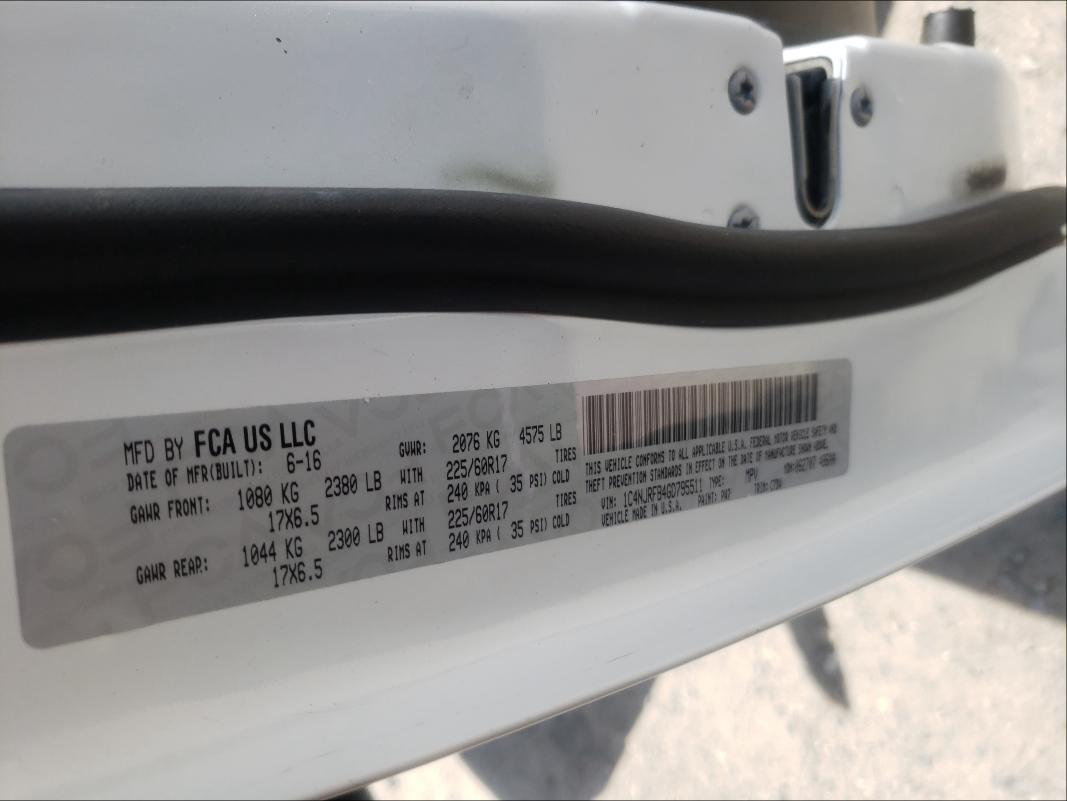 MFD BY FCA US LLC
DATE OF MFR(BUILT): 6-16 GVWR: 2076 KG 4575 LB
GAWR FRONT: 1080 KG 2380 LB WITH 225/60R17 TIRES
17X6.5 RIMS AT 240 KPA ( 35 PSI) COLD
GAWR REAR: 1044 KG 2300 LB WITH 225/60R17 TIRES
17X6.5 RIMS AT 240 KPA ( 35 PSI) COLD
THIS VEHICLE CONFORMS TO ALL APPLICABLE U.S.A. FEDERAL MOTOR VEHICLE SAFETY AND
THEFT PREVENTION STANDARDS IN EFFECT ON THE DATE OF MANUFACTURE SHOWN ABOVE
VIN: 1C4NJRFB4GD795511 TYPE: MPV MDH:
VEHICLE MADE IN U.S.A. PAINT: PW7 TRIM: